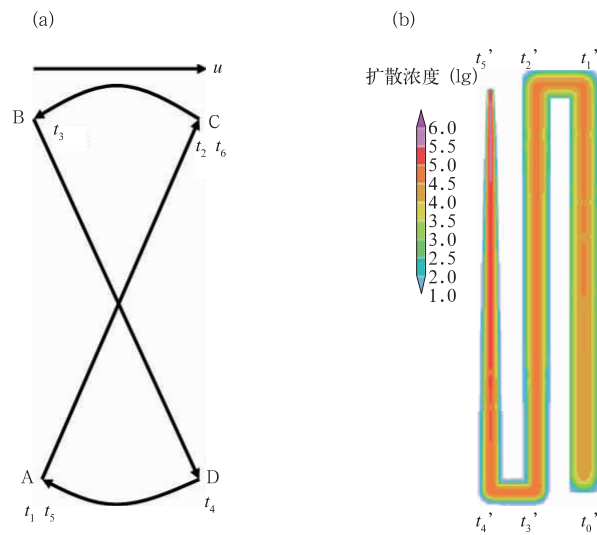 (a)
u
B
C
t3
t2 t6
A
D
t1 t5
t4
(b)
t5' t2' t1'
扩散浓度 (lg)
6.0
5.5
5.0
4.5
4.0
3.5
3.0
2.5
2.0
1.0
t4' t3' t0'